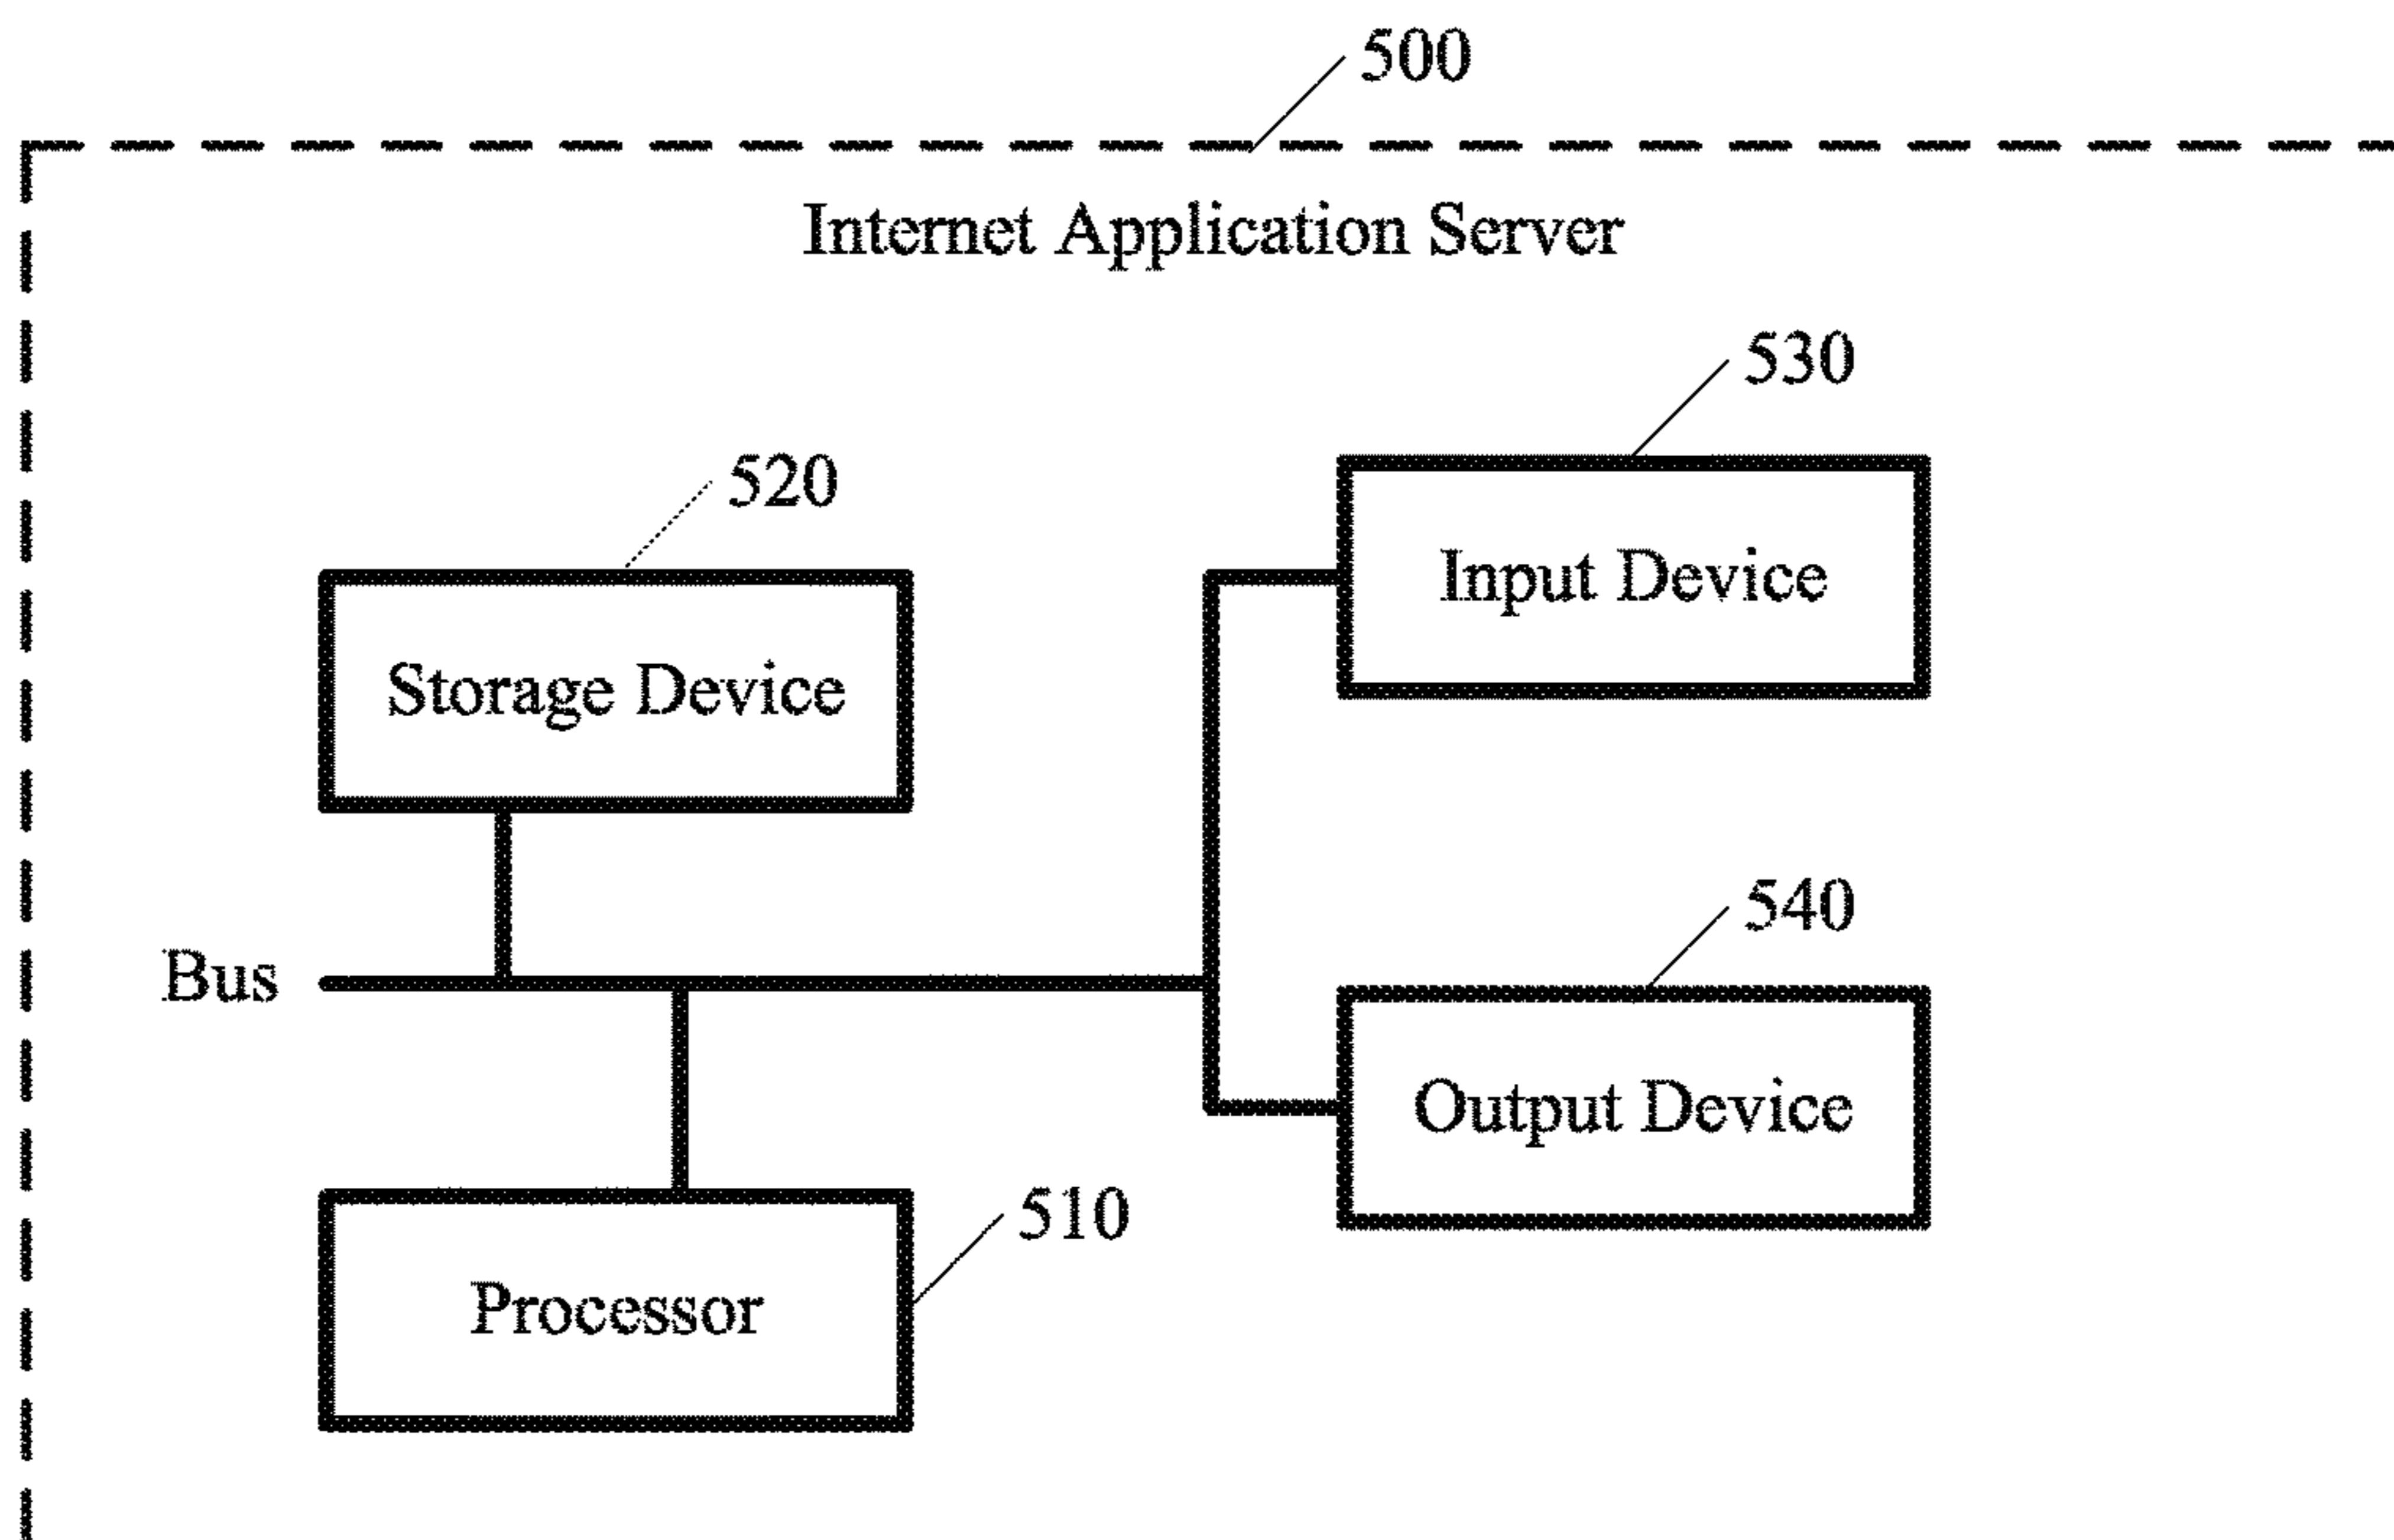 500
Internet Application Server
530
520
Input Device
Storage Device
540
Bus
Output Device
510
Processor